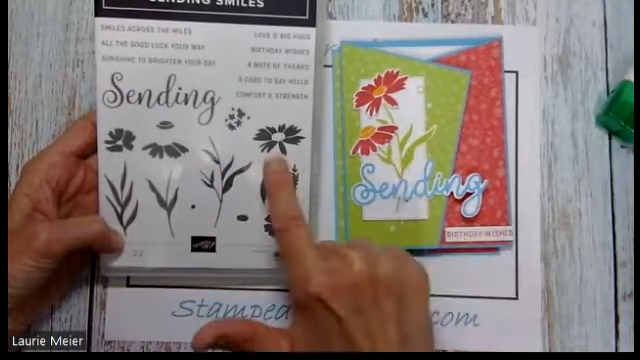 SENDING SMILES
SMILES ACROSS THE MILES
ALL THE GOOD LUCK YOUR WAY
SUNSHINE TO BRIGHTEN YOUR DAY
LOVE & BIG HUGS
BIRTHDAY WISHES
A NOTE OF THANKS
A CARD TO SAY HELLO
COMFORT & STRENGTH
Sending
22
Sending
BIRTHDAY WISHES
Stamped
com
Laurie Meier